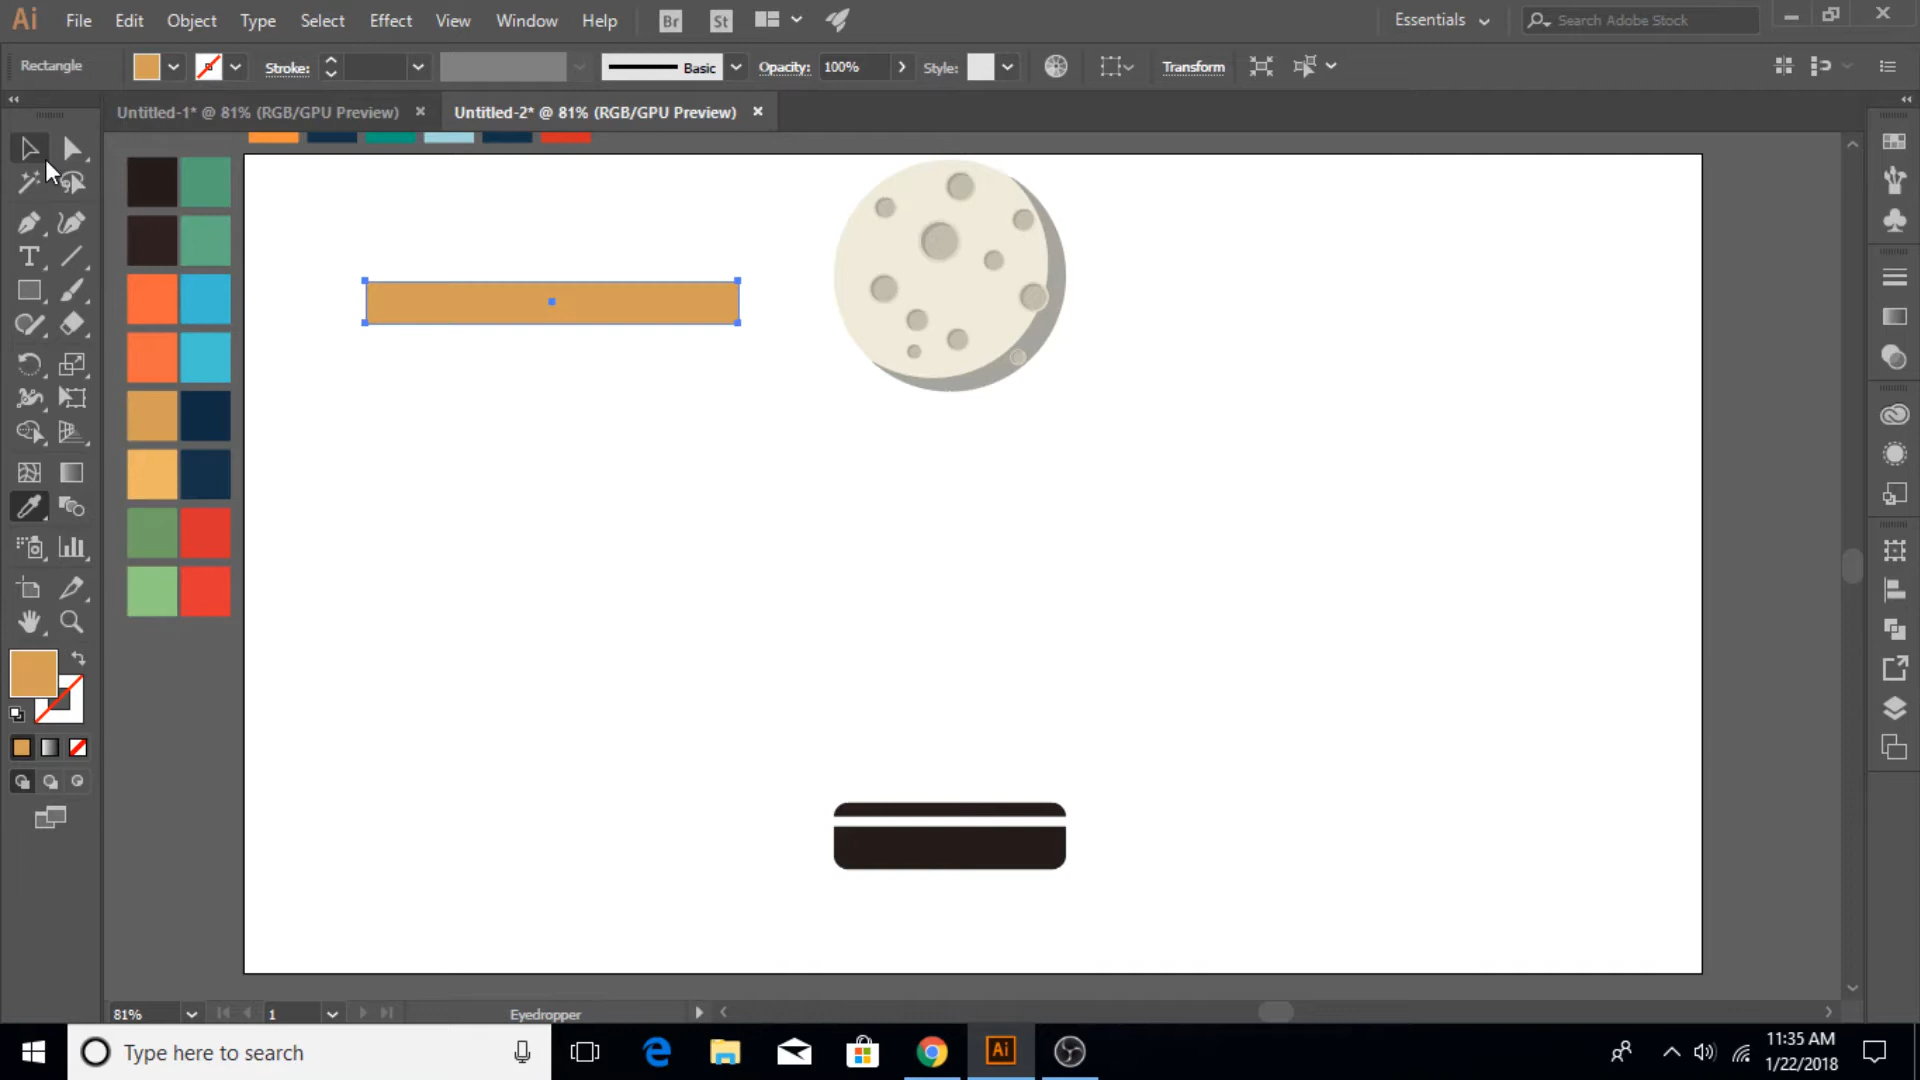 Ai File Edit Object Type Select Effect View Window Help Br St Essentials Search Adobe Stock
Rectangle Stroke: Basic Opacity: 100% Style: Transform
Untitled-1* @ 81% (RGB/GPU Preview) Untitled-2* @ 81% (RGB/GPU Preview)
T
81% 1 Eyedropper
Type here to search Ai 11:35 AM
1/22/2018